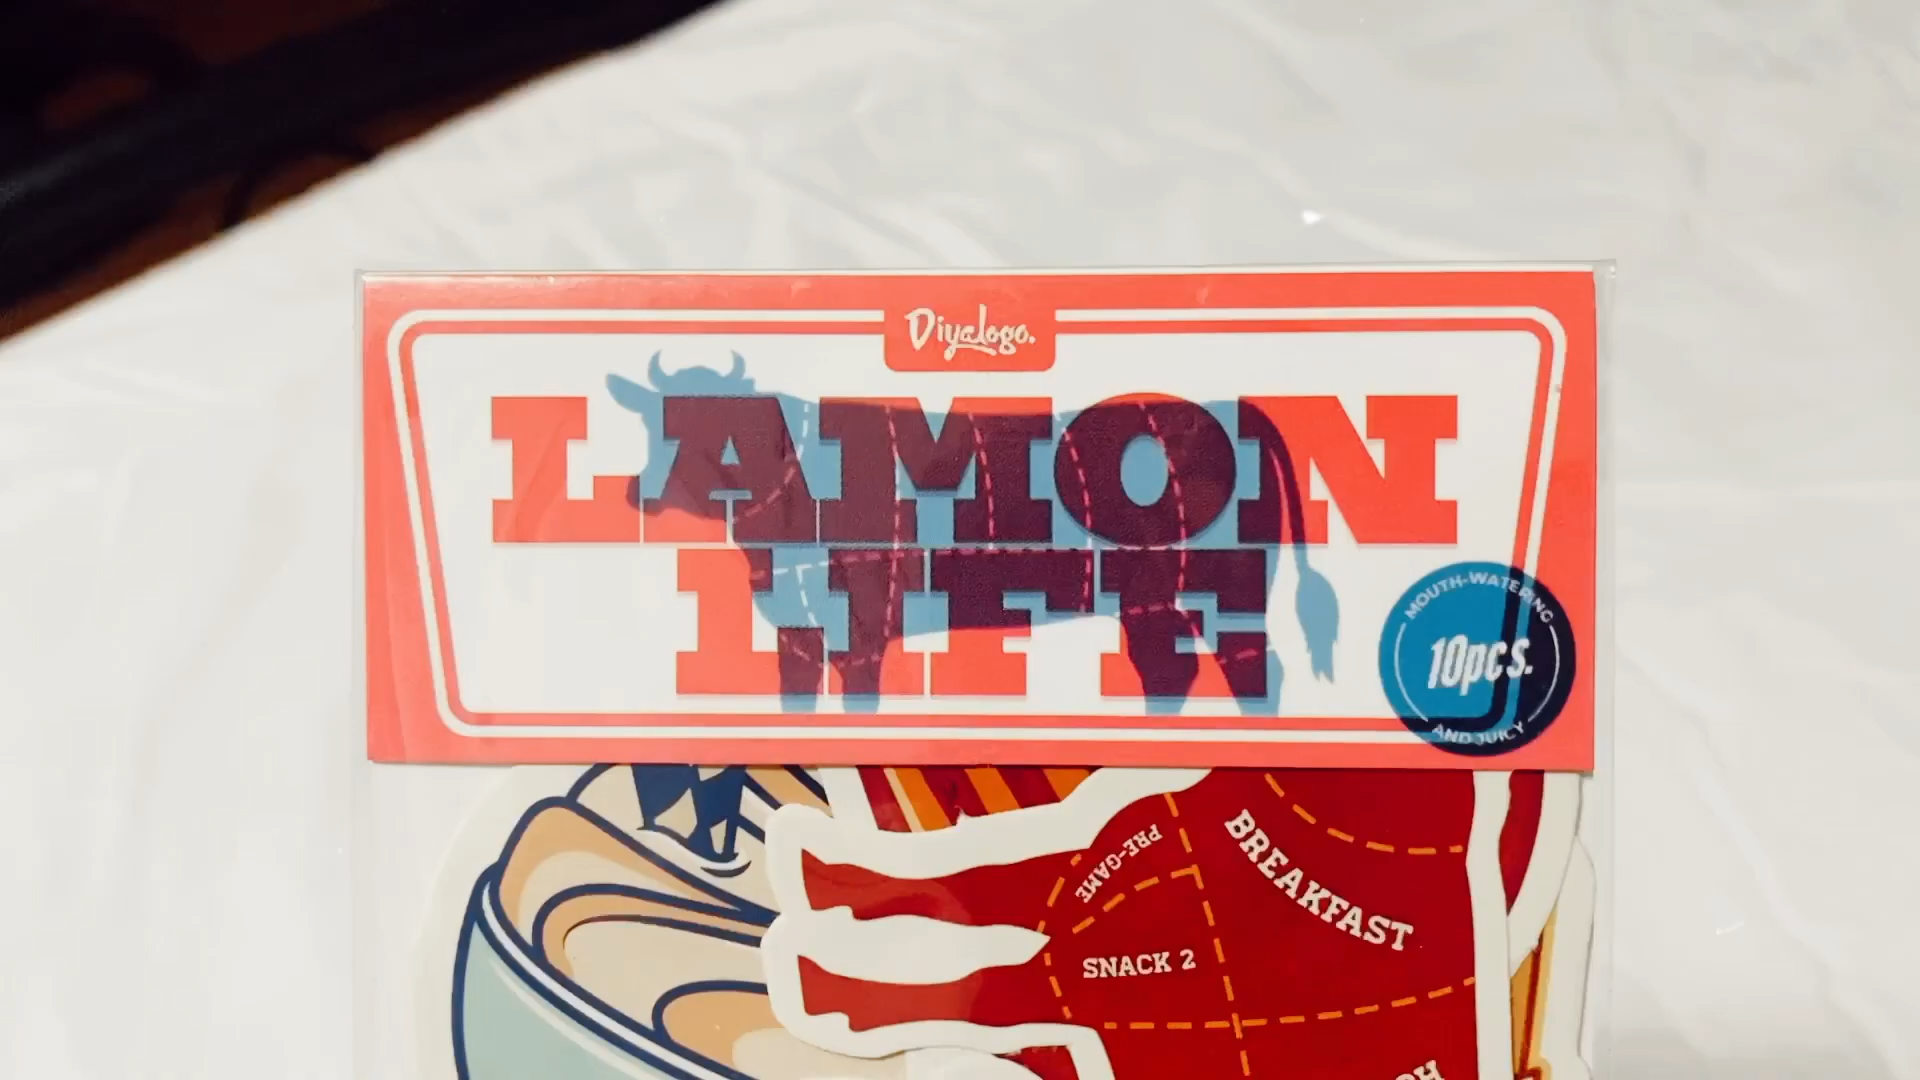 Diyalogo.
LAMON
LIFE
MOUTH-WATERING
10pcs.
AND JUICY
PRE-GAME
BREAKFAST
SNACK 2